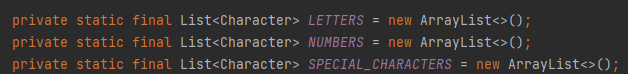 private static final List<Character> LETTERS = new ArrayList<>();
private static final List<Character> NUMBERS = new ArrayList<>();
private static final List<Character> SPECIAL_CHARACTERS = new ArrayList<>();